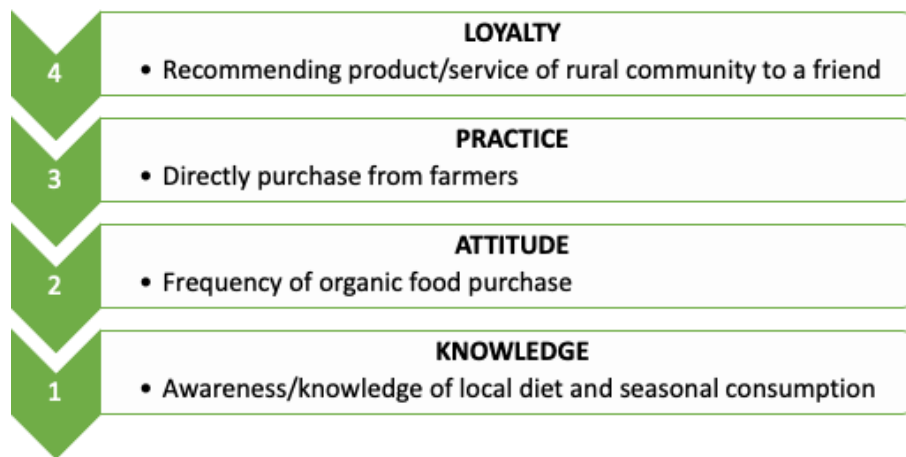 4
LOYALTY
• Recommending product/service of rural community to a friend
3
PRACTICE
• Directly purchase from farmers
2
ATTITUDE
• Frequency of organic food purchase
1
KNOWLEDGE
• Awareness/knowledge of local diet and seasonal consumption